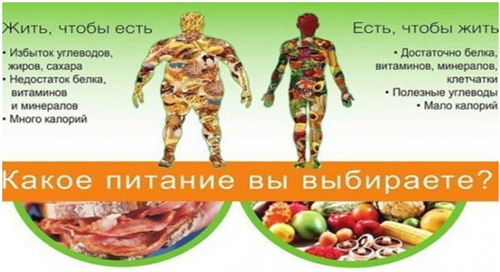 Жить, чтобы есть
• Избыток углеводов,
жиров, сахара
• Недостаток белка,
витаминов
и минералов
• Много калорий
Есть, чтобы жить
• Достаточно белка,
витаминов, минералов,
клетчатки
• Полезные углеводы
• Мало калорий
Какое питание вы выбираете?